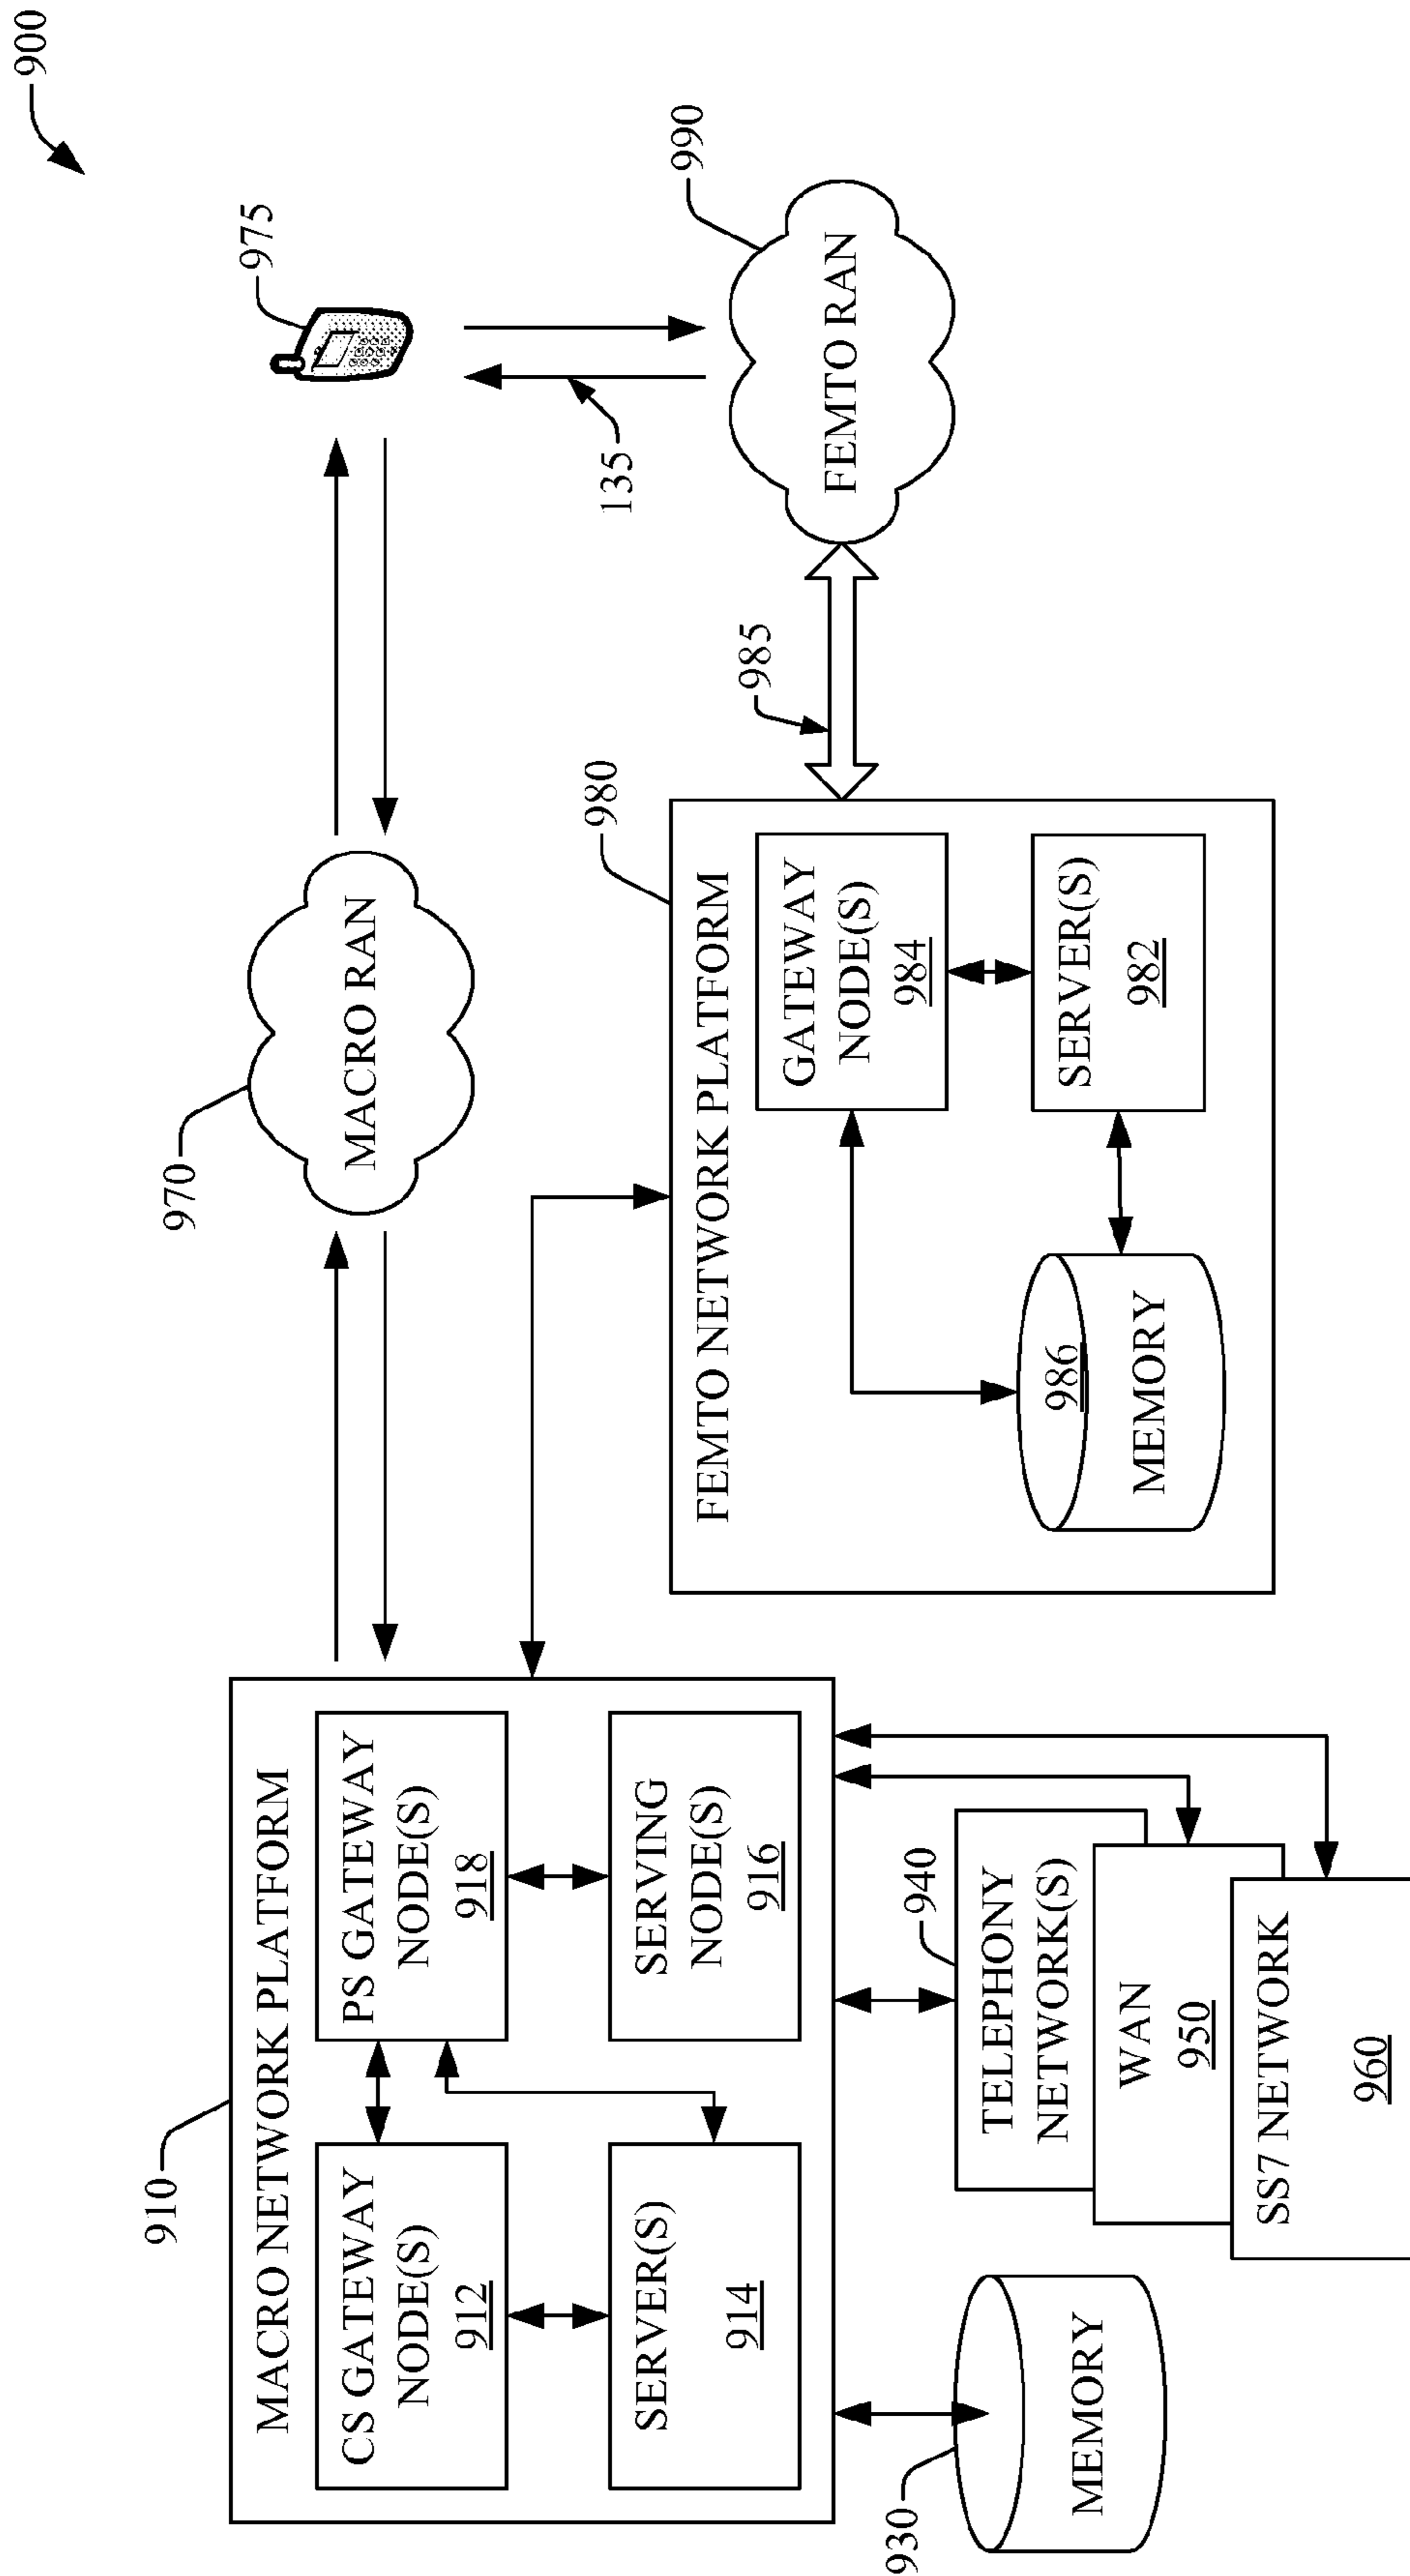 900
975
970
MACRO RAN
135
990
FEMTO RAN
985
910
MACRO NETWORK PLATFORM
CS GATEWAY
NODE(S)
912
PS GATEWAY
NODE(S)
918
SERVER(S)
914
SERVING
NODE(S)
916
980
FEMTO NETWORK PLATFORM
GATEWAY
NODE(S)
984
986
MEMORY
SERVER(S)
982
930
MEMORY
940
TELEPHONY
NETWORK(S)
WAN
950
SS7 NETWORK
960